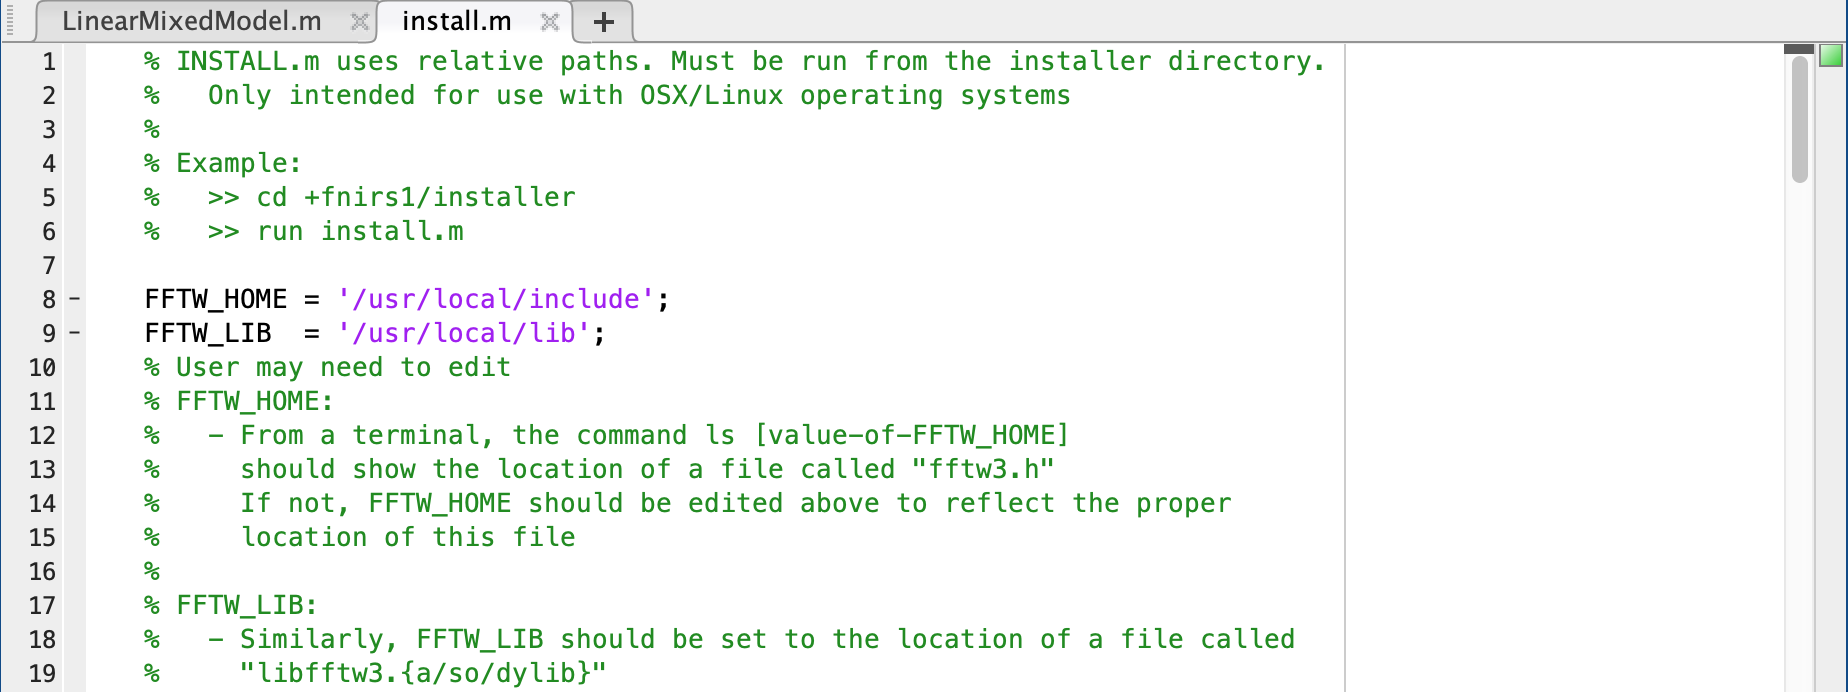 LinearMixedModel.m install.m +
1 % INSTALL.m uses relative paths. Must be run from the installer directory.
2 %   Only intended for use with OSX/Linux operating systems
3 %
4 % Example:
5 %   >> cd +fnirs1/installer
6 %   >> run install.m
7
8 – FFTW_HOME = '/usr/local/include';
9 – FFTW_LIB  = '/usr/local/lib';
10 % User may need to edit
11 % FFTW_HOME:
12 %   – From a terminal, the command ls [value-of-FFTW_HOME]
13 %     should show the location of a file called "fftw3.h"
14 %     If not, FFTW_HOME should be edited above to reflect the proper
15 %     location of this file
16 %
17 % FFTW_LIB:
18 %   – Similarly, FFTW_LIB should be set to the location of a file called
19 %     "libfftw3.{a/so/dylib}"